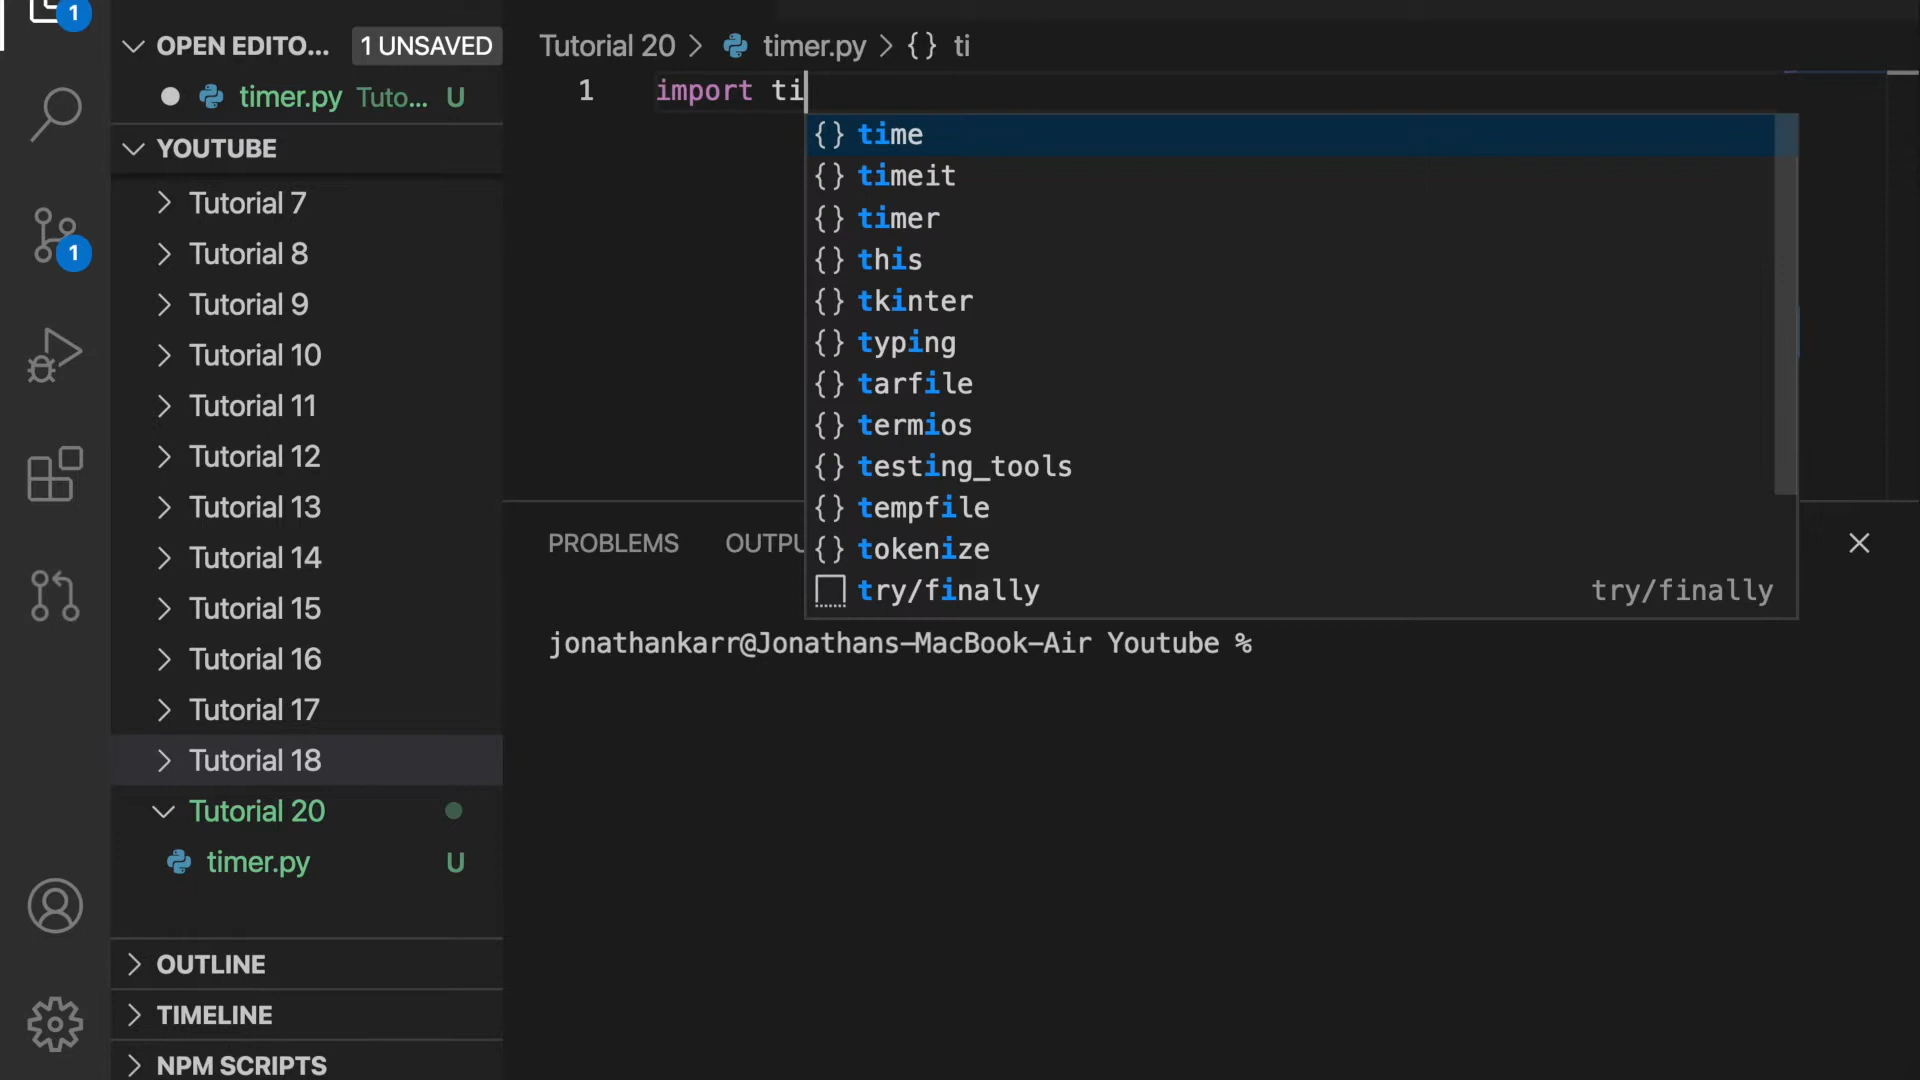 1
OPEN EDITO... 1 UNSAVED
timer.py Tuto... U
YOUTUBE
Tutorial 7
Tutorial 8
Tutorial 9
Tutorial 10
Tutorial 11
Tutorial 12
Tutorial 13
Tutorial 14
Tutorial 15
Tutorial 16
Tutorial 17
Tutorial 18
Tutorial 20
timer.py U
OUTLINE
TIMELINE
NPM SCRIPTS
1
Tutorial 20 > timer.py > {} ti
1 import ti
{} time
{} timeit
{} timer
{} this
{} tkinter
{} typing
{} tarfile
{} termios
{} testing_tools
{} tempfile
{} tokenize
try/finally try/finally
PROBLEMS OUTPU
jonathankarr@Jonathans-MacBook-Air Youtube %